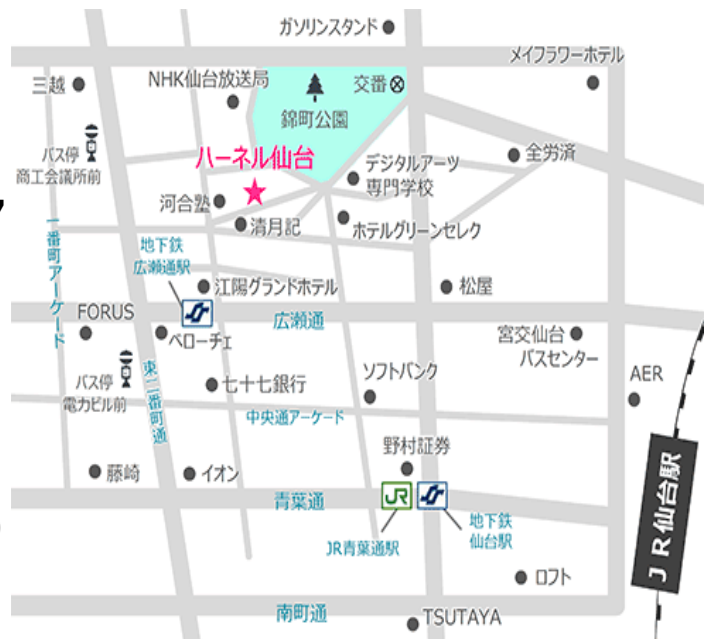 ガソリンスタンド
メイフラワーホテル
三越
NHK仙台放送局
交番
錦町公園
バス停
商工会議所前
ハーネル仙台
デジタルアーツ
専門学校
全労済
河合塾
清月記
ホテルグリーンセレク
一番町アーケード
地下鉄
広瀬通駅
江陽グランドホテル
松屋
FORUS
広瀬通
ベローチェ
宮交仙台
バスセンター
バス停
電力ビル前
東二番町通
七十七銀行
ソフトバンク
AER
中央通アーケード
野村証券
藤崎
イオン
青葉通
JR
JR青葉通駅
地下鉄
仙台駅
JR仙台駅
ロフト
南町通
TSUTAYA